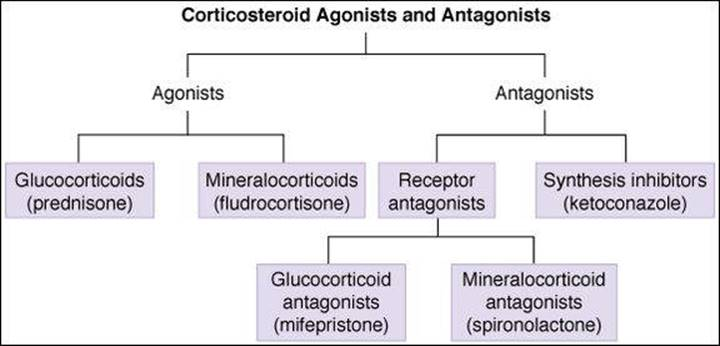 Corticosteroid Agonists and Antagonists
Agonists
Antagonists
Glucocorticoids
(prednisone)
Mineralocorticoids
(fludrocortisone)
Receptor
antagonists
Synthesis inhibitors
(ketoconazole)
Glucocorticoid
antagonists
(mifepristone)
Mineralocorticoid
antagonists
(spironolactone)